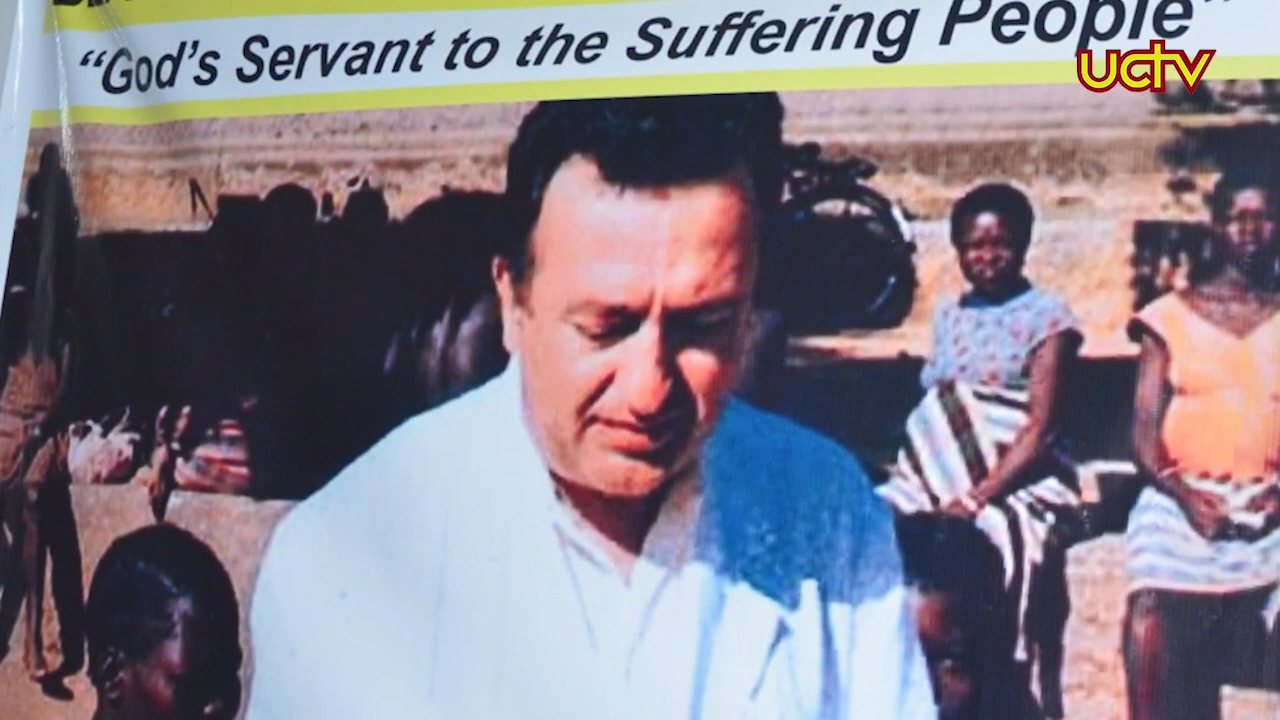 “God’s Servant to the Suffering People”
UCTV